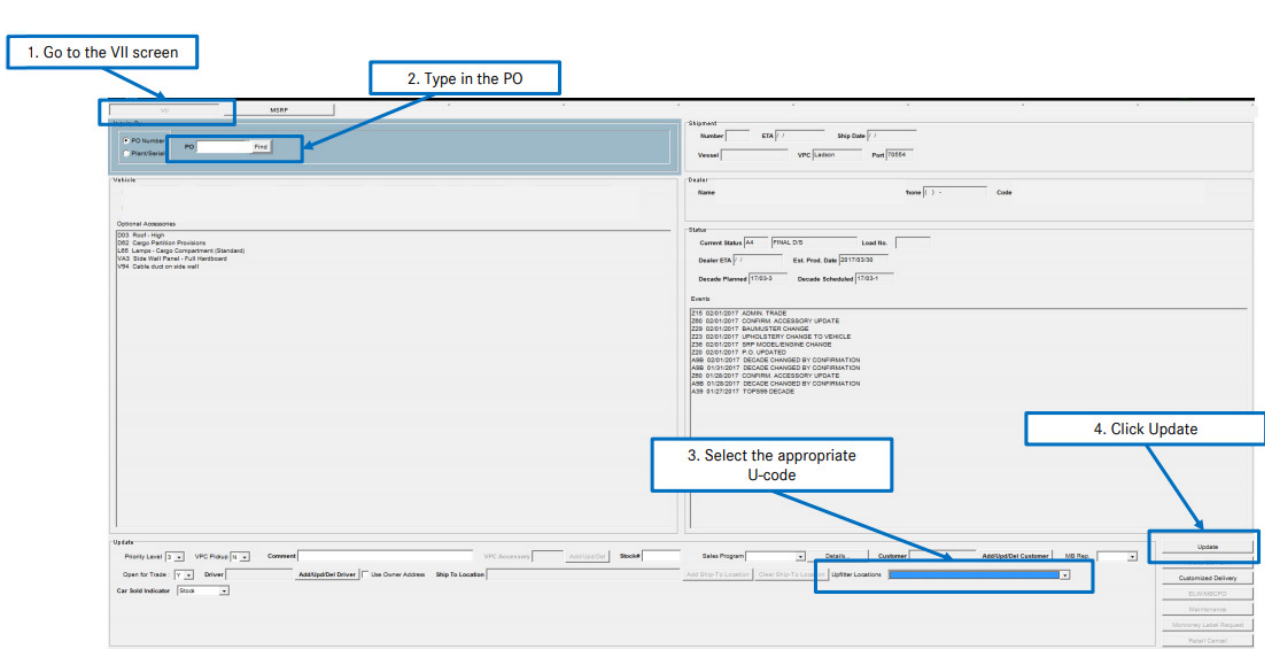 1. Go to the VII screen
2. Type in the PO
VII MSRP
PO Number
Plant/Serial
PO Find
Shipment
Number ETA / / Ship Date / /
Vessel VPC Ladson Port 70554
Vehicle
Dealer
Name Code
Optional Accessories
D03 Roof - High
D62 Cargo Partition Provisions
L65 Lamps - Cargo Compartment (Standard)
VA3 Side Wall Panel - Full Hardboard
V94 Cable duct on side wall
Status
Current Status A4 FINAL D/S Load No.
Dealer ETA / / Est. Prod. Date 2017/03/30
Decade Planned 17/03-3 Decade Scheduled 17/03-1
Events
Z15 02/01/2017 ADMIN. TRADE
Z60 02/01/2017 CONFIRM. ACCESSORY UPDATE
Z29 02/01/2017 BAUMUSTER CHANGE
Z23 02/01/2017 UPHOLSTERY CHANGE TO VEHICLE
Z36 02/01/2017 SRP MODEL/ENGINE CHANGE
Z20 02/01/2017 P.O. UPDATED
A9B 02/01/2017 DECADE CHANGED BY CONFIRMATION
A9B 01/31/2017 DECADE CHANGED BY CONFIRMATION
Z60 01/28/2017 CONFIRM. ACCESSORY UPDATE
A9B 01/28/2017 DECADE CHANGED BY CONFIRMATION
A39 01/27/2017 TOPS99 DECADE
4. Click Update
3. Select the appropriate
U-code
Update
Priority Level 3 VPC Pickup N Comment VPC Accessory Add/Upd/Del Stock# Sales Program Details... Customer Add/Upd/Del Customer MB Rep.
Open for Trade : Y Driver Add/Upd/Del Driver Use Owner Address Ship To Location Add Ship-To Location Clear Ship-To Location Upfitter Locations
Car Sold Indicator Stock
Update
Customized Delivery
ELW/MBCPO
Maintenance
Monroney Label Request
Retail Cancel